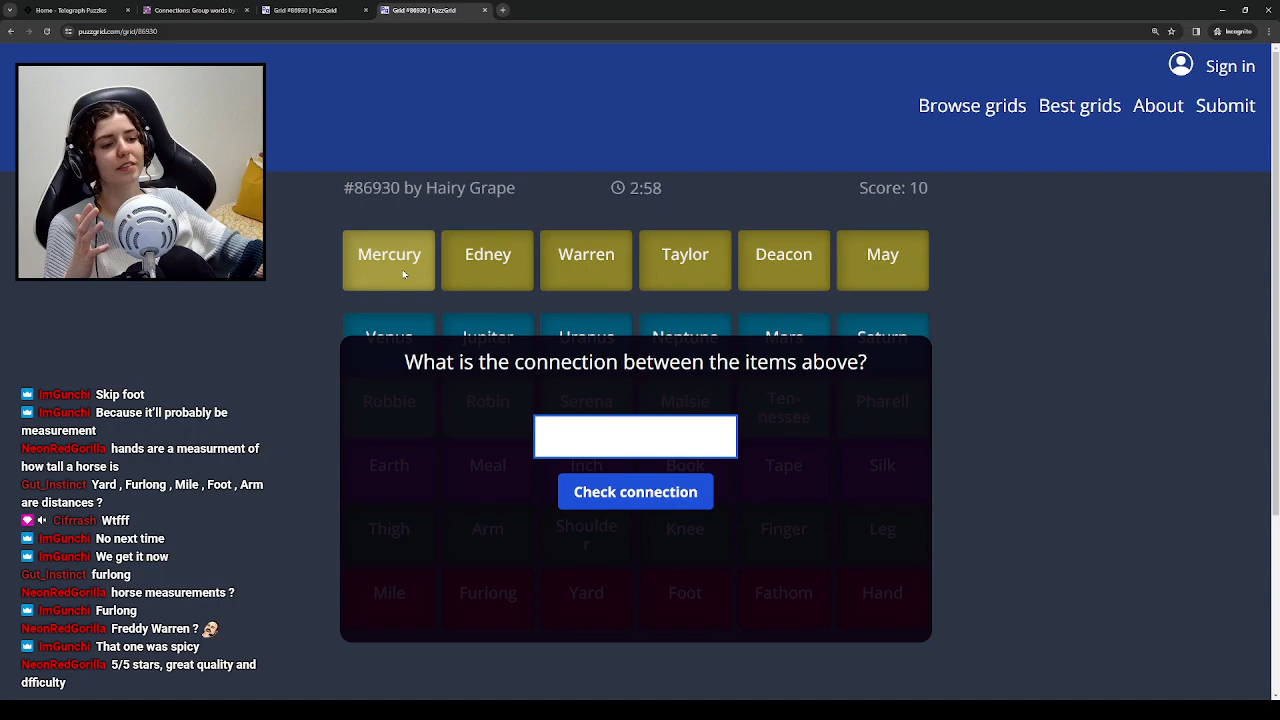 Home - Telegraph Puzzles
Connections: Group words by
Grid #86930 | PuzzGrid
Grid #86930 | PuzzGrid
puzzgrid.com/grid/86930
Incognito
Sign in
Browse grids
Best grids
About
Submit
#86930 by Hairy Grape
2:58
Score: 10
Mercury
Edney
Warren
Taylor
Deacon
May
Venus
Jupiter
Uranus
Neptune
Mars
Saturn
What is the connection between the items above?
Robbie
Robin
Serena
Maisie
Ten-
nessee
Pharell
Earth
Meal
Inch
Book
Tape
Silk
Check connection
Thigh
Arm
Shoulde
r
Knee
Finger
Leg
Mile
Furlong
Yard
Foot
Fathom
Hand
ImGunchi Skip foot
ImGunchi Because it'll probably be
measurement
NeonRedGorilla hands are a measurment of
how tall a horse is
Gut_Instinct Yard , Furlong , Mile , Foot , Arm
are distances ?
Cifrrash Wtfff
ImGunchi No next time
ImGunchi We get it now
Gut_Instinct furlong
NeonRedGorilla horse measurements ?
ImGunchi Furlong
NeonRedGorilla Freddy Warren ?
ImGunchi That one was spicy
NeonRedGorilla 5/5 stars, great quality and
dfficulty